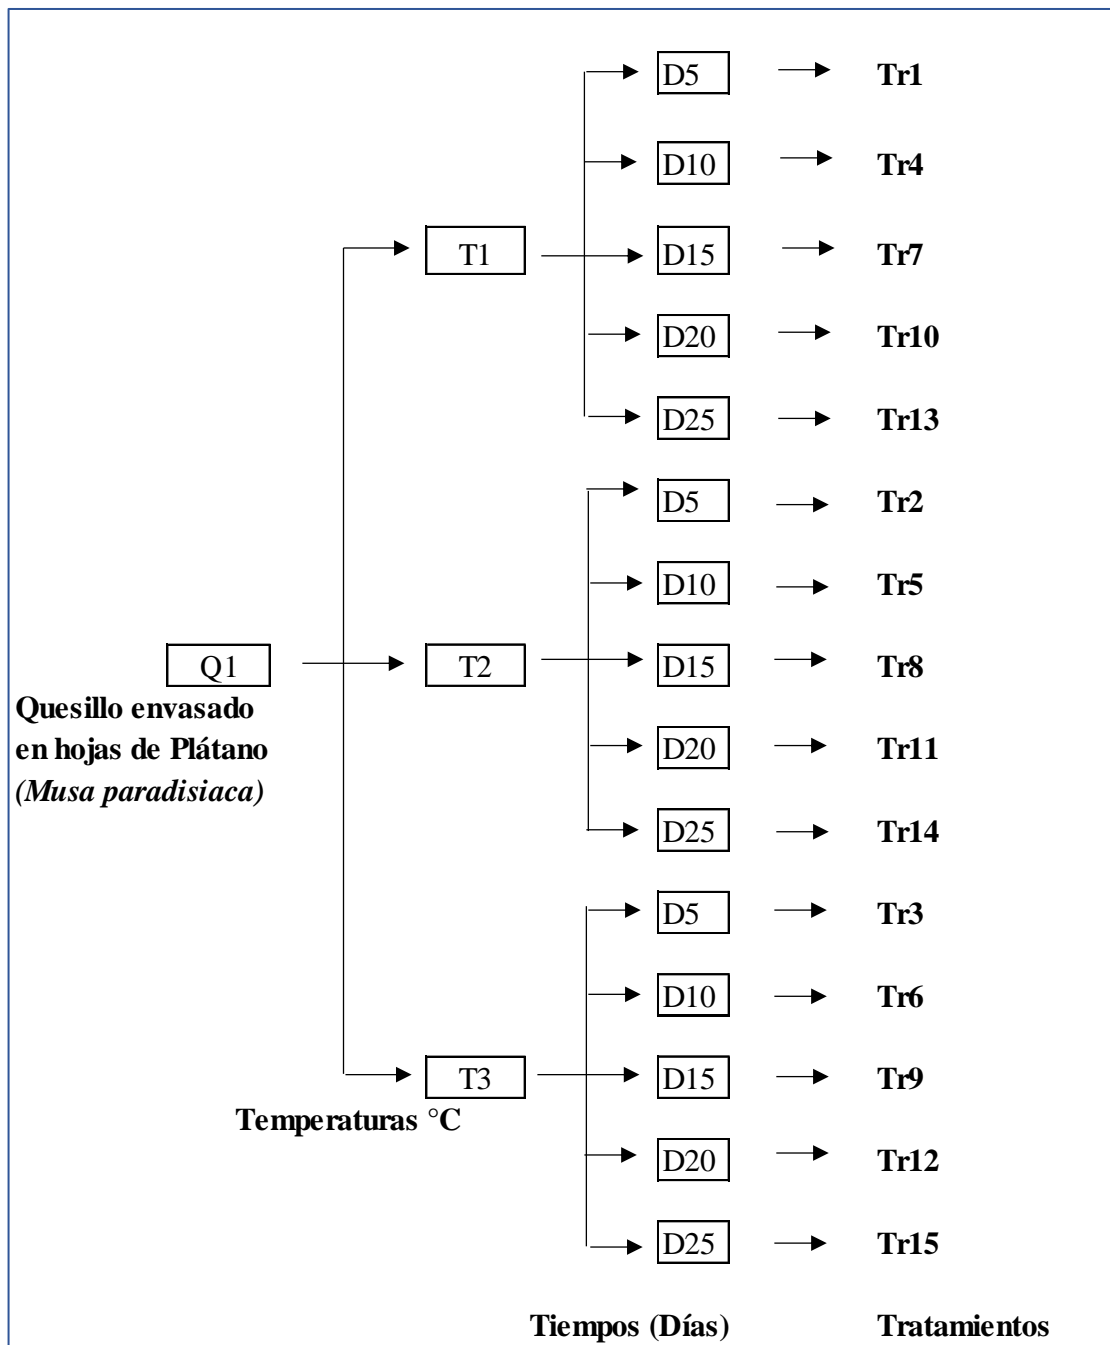 D5 Tr1
D10 Tr4
T1 D15 Tr7
D20 Tr10
D25 Tr13
D5 Tr2
D10 Tr5
Q1 T2 D15 Tr8
Quesillo envasado
en hojas de Plátano
(Musa paradisiaca)
D20 Tr11
D25 Tr14
D5 Tr3
D10 Tr6
T3 D15 Tr9
Temperaturas °C
D20 Tr12
D25 Tr15
Tiempos (Días) Tratamientos